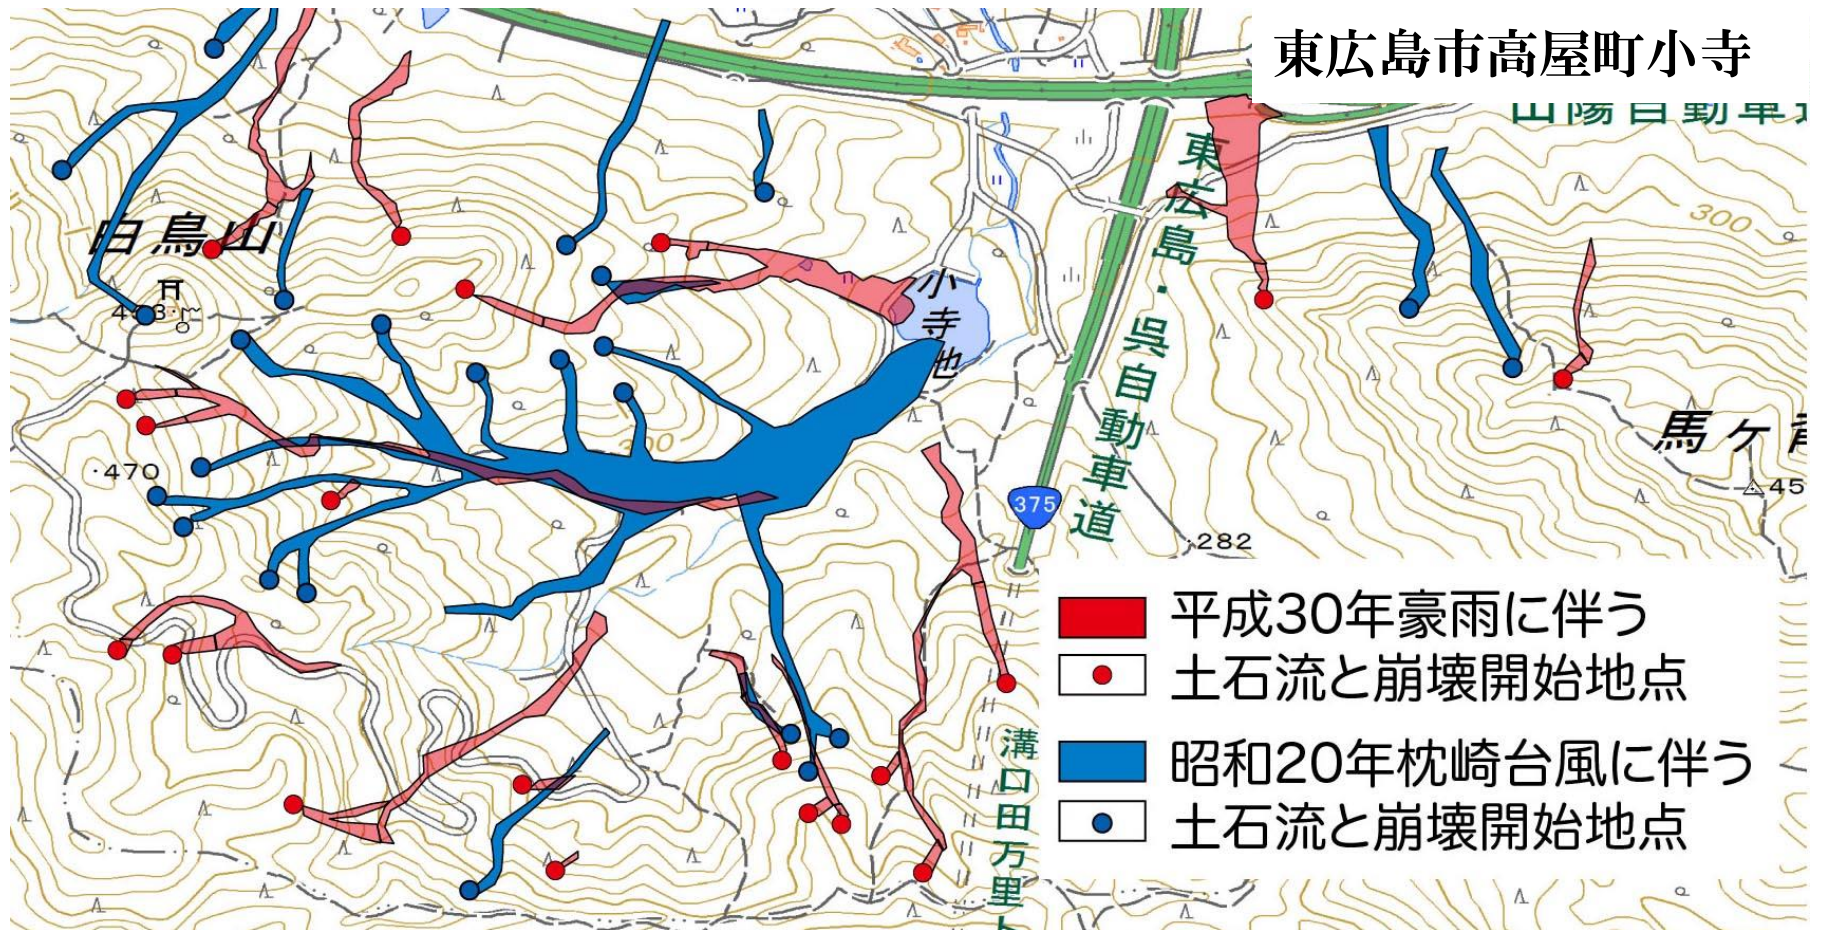 東広島市高屋町小寺
山陽自動車道
東広島・呉自動車道
白鳥山
300
小寺池
馬ヶ
300
・470
375
・282
平成30年豪雨に伴う
土石流と崩壊開始地点
昭和20年枕崎台風に伴う
土石流と崩壊開始地点
溝口田万里ト